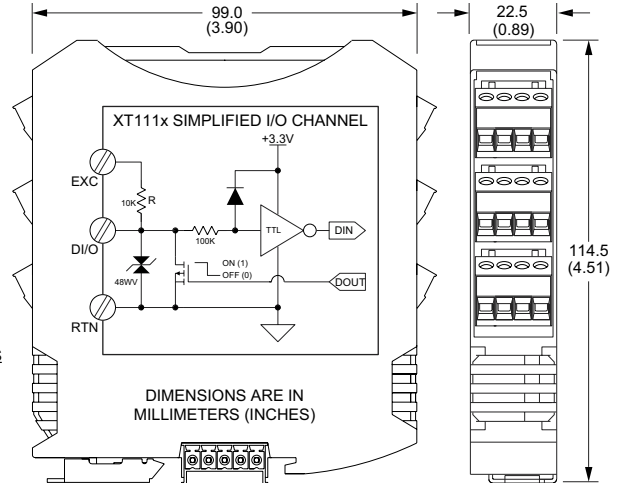 99.0
(3.90)
22.5
(0.89)
XT111x SIMPLIFIED I/O CHANNEL
+3.3V
EXC
10K
R
DI/O
TTL
DIN
100K
48WV
ON (1)
OFF (0)
DOUT
RTN
114.5
(4.51)
DIMENSIONS ARE IN
MILLIMETERS (INCHES)